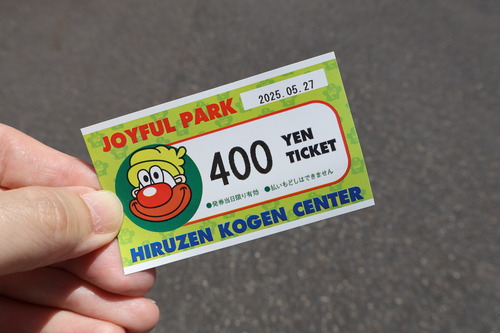 JOYFUL PARK
2025.05.27
400 YEN
TICKET
●発券当日限り有効 ●払いもどしはできません
HIRUZEN KOGEN CENTER